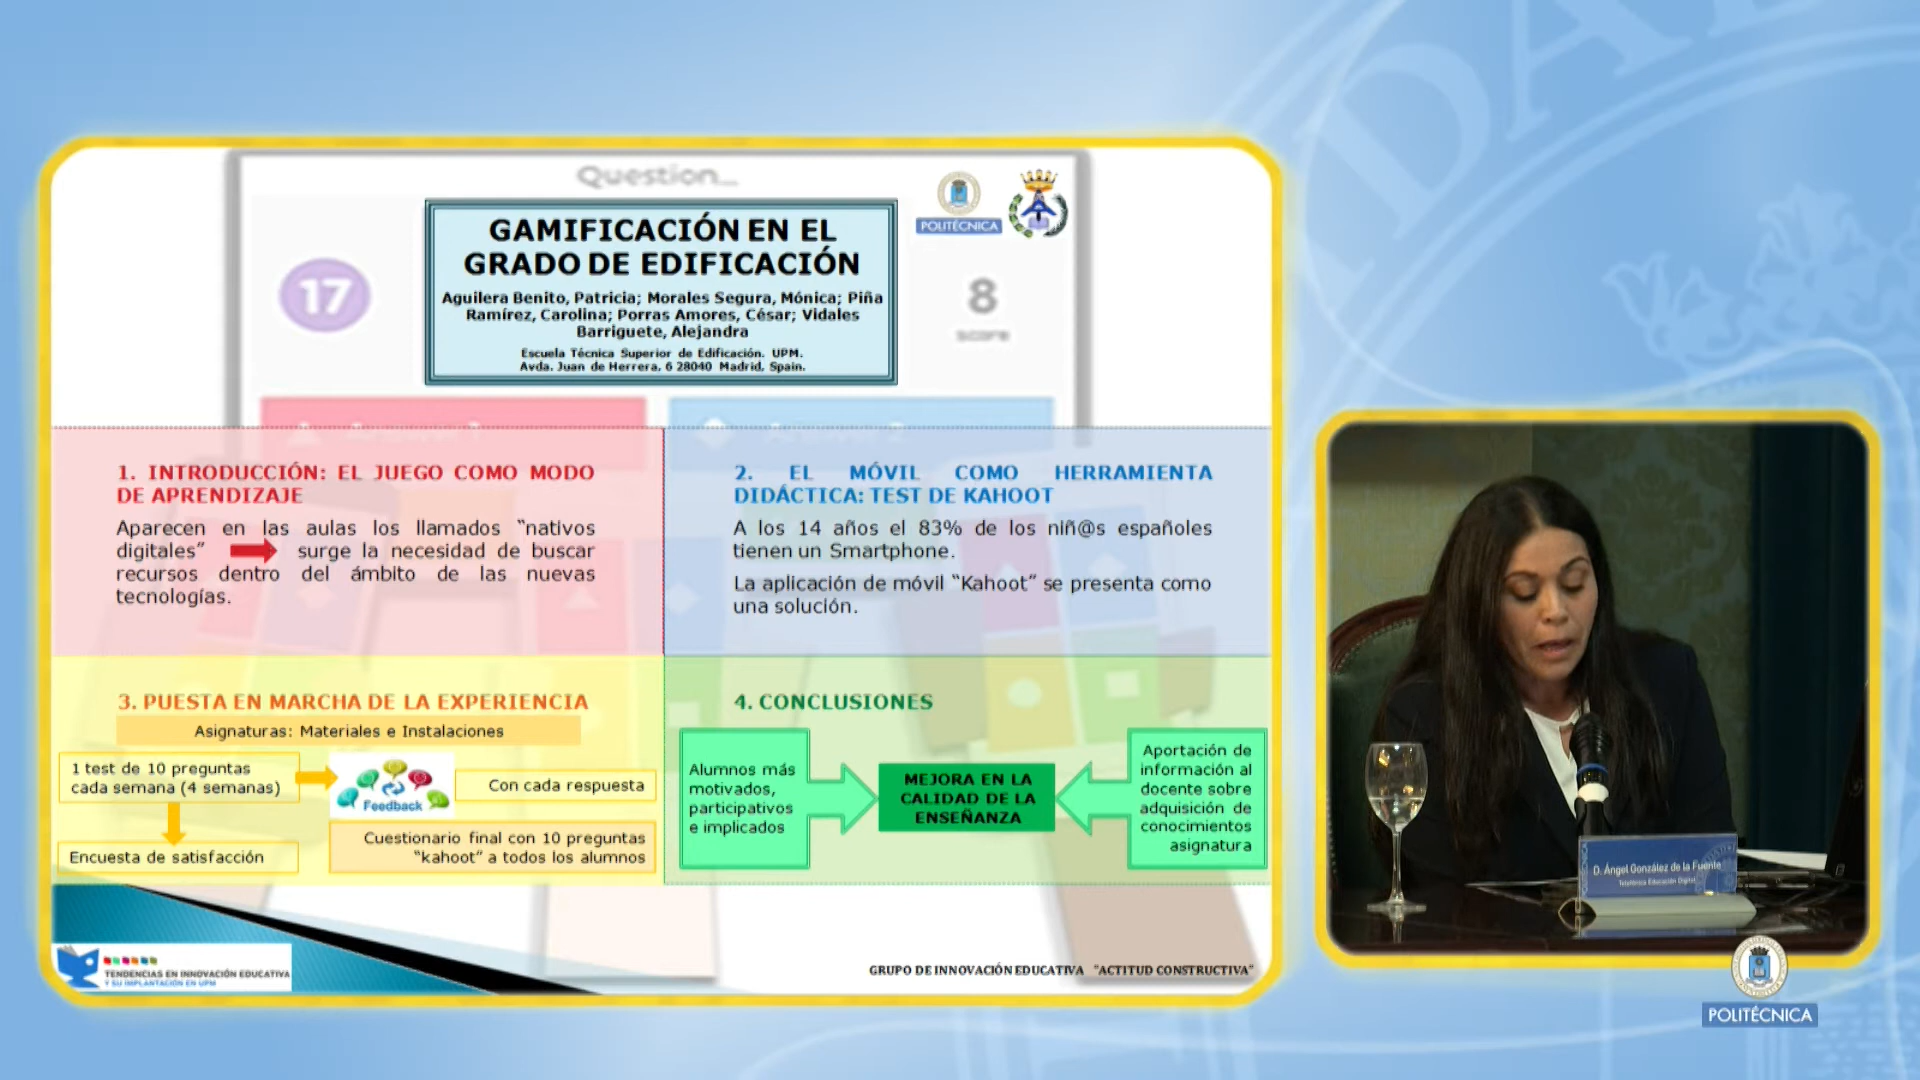 Question...
POLITÉCNICA
17
8
score
GAMIFICACIÓN EN EL
GRADO DE EDIFICACIÓN
Aguilera Benito, Patricia; Morales Segura, Mónica; Piña
Ramírez, Carolina; Porras Amores, César; Vidales
Barriguete, Alejandra
Escuela Técnica Superior de Edificación. UPM.
Avda. Juan de Herrera, 6 28040 Madrid, Spain.
1. INTRODUCCIÓN: EL JUEGO COMO MODO
DE APRENDIZAJE
Aparecen en las aulas los llamados “nativos
digitales” surge la necesidad de buscar
recursos dentro del ámbito de las nuevas
tecnologías.
2. EL MÓVIL COMO HERRAMIENTA
DIDÁCTICA: TEST DE KAHOOT
A los 14 años el 83% de los niñ@s españoles
tienen un Smartphone.
La aplicación de móvil “Kahoot” se presenta como
una solución.
3. PUESTA EN MARCHA DE LA EXPERIENCIA
Asignaturas: Materiales e Instalaciones
1 test de 10 preguntas
cada semana (4 semanas)
Feedback
Con cada respuesta
Encuesta de satisfacción
Cuestionario final con 10 preguntas
“kahoot” a todos los alumnos
4. CONCLUSIONES
Alumnos más
motivados,
participativos
e implicados
MEJORA EN LA
CALIDAD DE LA
ENSEÑANZA
Aportación de
información al
docente sobre
adquisición de
conocimientos
asignatura
TENDENCIAS EN INNOVACIÓN EDUCATIVA
Y SU IMPLANTACIÓN EN UPM
GRUPO DE INNOVACIÓN EDUCATIVA "ACTITUD CONSTRUCTIVA"
D. Ángel González de la Fuente
Telefónica Educación Digital
POLITÉCNICA